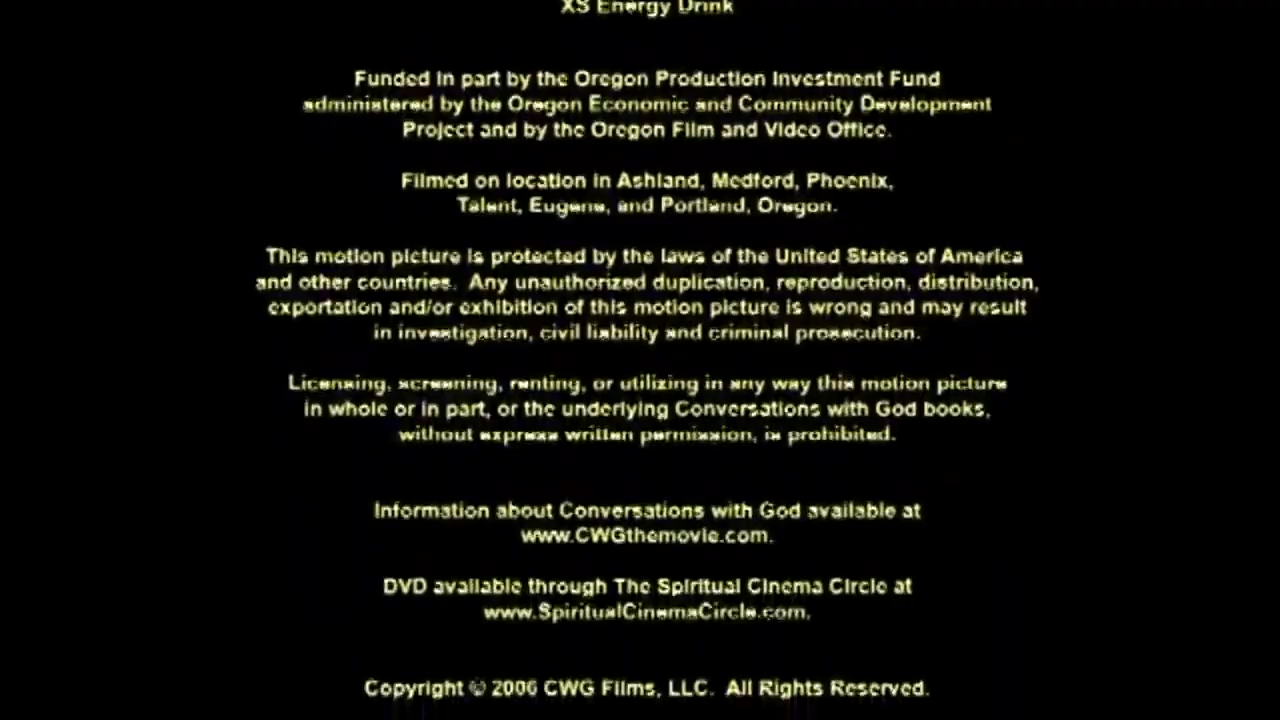 XS Energy Drink
Funded in part by the Oregon Production Investment Fund
administered by the Oregon Economic and Community Development
Project and by the Oregon Film and Video Office.
Filmed on location in Ashland, Medford, Phoenix,
Talent, Eugene, and Portland, Oregon.
This motion picture is protected by the laws of the United States of America
and other countries.  Any unauthorized duplication, reproduction, distribution,
exportation and/or exhibition of this motion picture is wrong and may result
in investigation, civil liability and criminal prosecution.
Licensing, screening, renting, or utilizing in any way this motion picture
in whole or in part, or the underlying Conversations with God books,
without express written permission, is prohibited.
Information about Conversations with God available at
www.CWGthemovie.com.
DVD available through The Spiritual Cinema Circle at
www.SpiritualCinemaCircle.com.
Copyright © 2006 CWG Films, LLC.  All Rights Reserved.